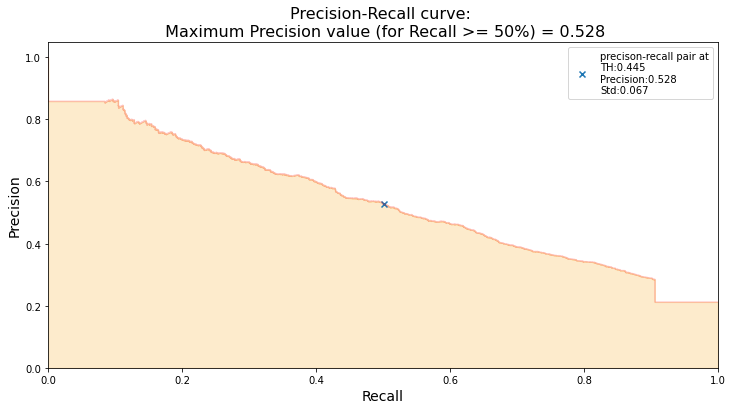 Precision-Recall curve:
Maximum Precision value (for Recall >= 50%) = 0.528
precison-recall pair at
TH:0.445
Precision:0.528
Std:0.067
1.0
0.8
0.6
0.4
0.2
0.0
Precision
0.0 0.2 0.4 0.6 0.8 1.0
Recall